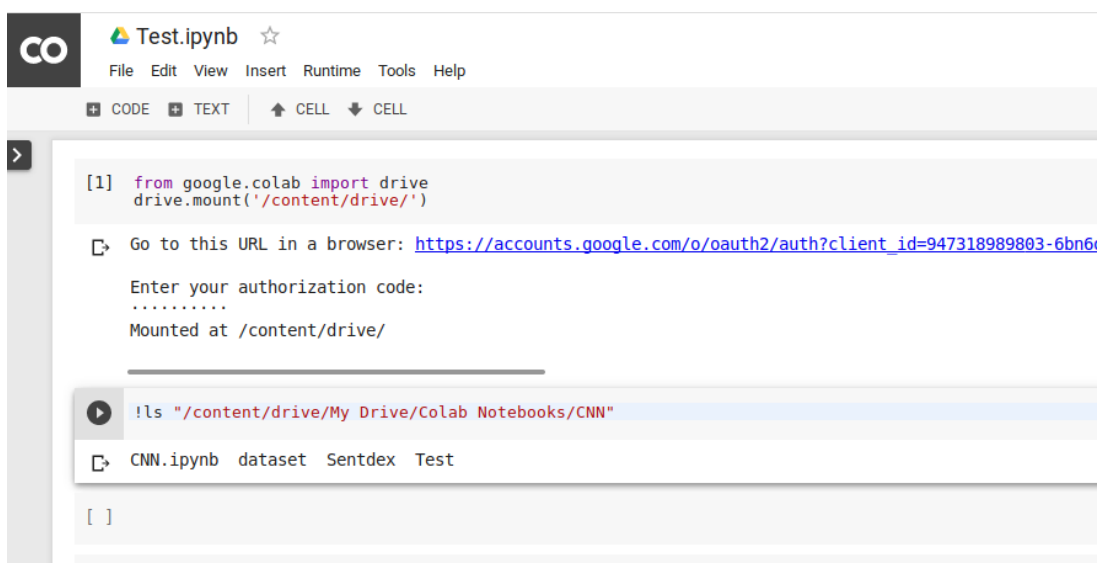 CO
Test.ipynb
File Edit View Insert Runtime Tools Help
CODE TEXT CELL CELL
[1] from google.colab import drive
drive.mount('/content/drive/')
Go to this URL in a browser: https://accounts.google.com/o/oauth2/auth?client_id=947318989803-6bn6
Enter your authorization code:
··········
Mounted at /content/drive/
!ls "/content/drive/My Drive/Colab Notebooks/CNN"
CNN.ipynb dataset Sentdex Test
[ ]